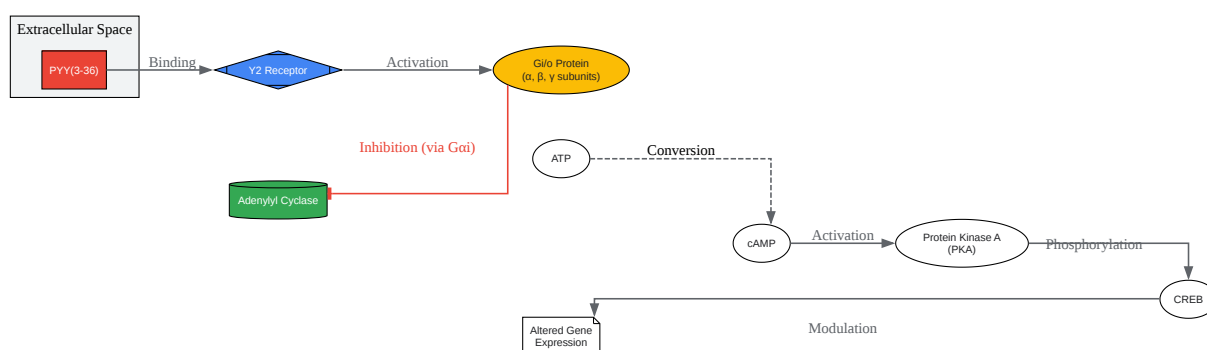 Extracellular Space
PYY(3-36)
Binding
Y2 Receptor
Activation
Gi/o Protein
(α, β, γ subunits)
Inhibition (via Gαi)
ATP
Conversion
Adenylyl Cyclase
cAMP
Activation
Protein Kinase A
(PKA)
Phosphorylation
CREB
Modulation
Altered Gene
Expression